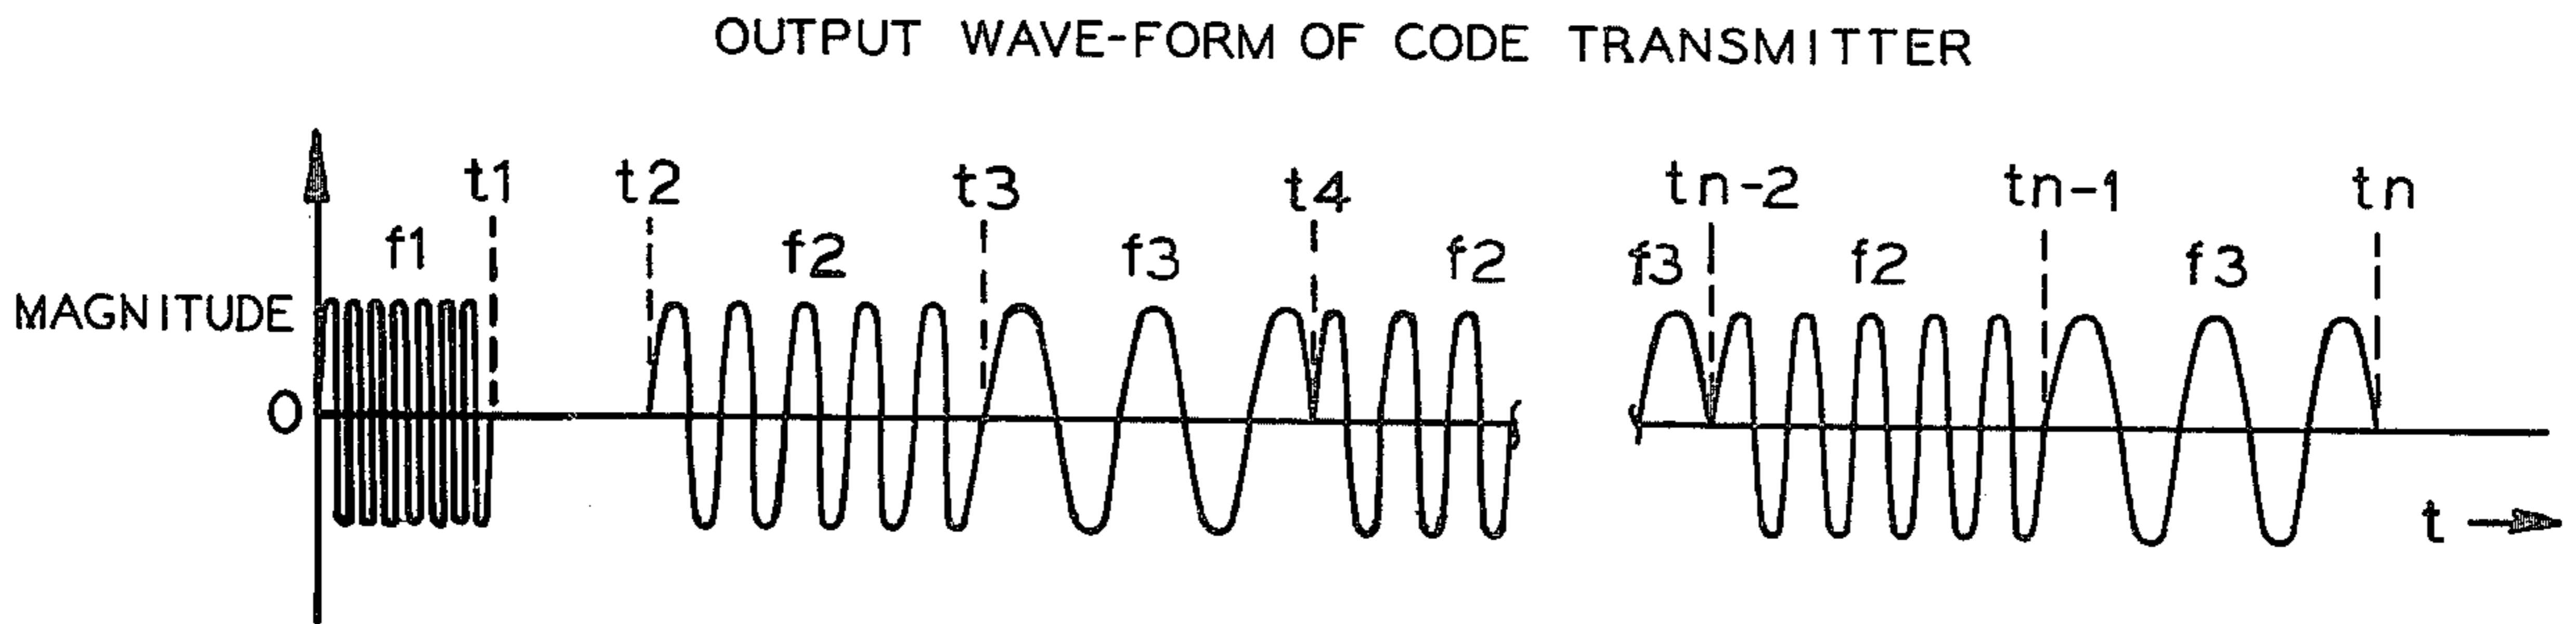 OUTPUT WAVE-FORM OF CODE TRANSMITTER
t1 t2 t3 t4 tn-2 tn-1 tn
f1 f2 f3 f2 f3 f2 f3
MAGNITUDE
0
t